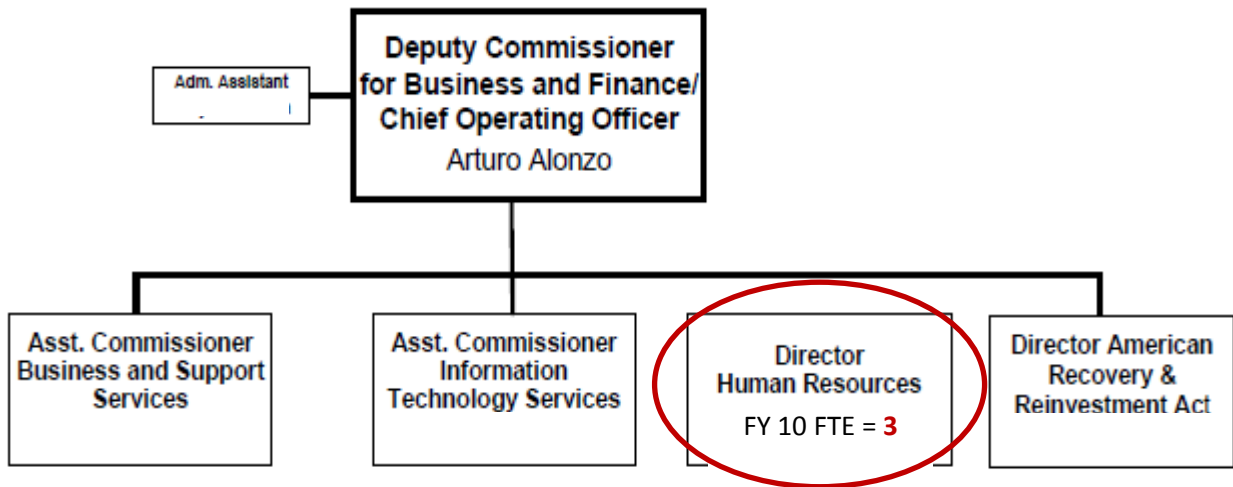 Deputy Commissioner
for Business and Finance/
Chief Operating Officer
Arturo Alonzo
Adm. Assistant
Asst. Commissioner
Business and Support
Services
Asst. Commissioner
Information
Technology Services
Director
Human Resources
FY 10 FTE = 3
Director American
Recovery &
Reinvestment Act